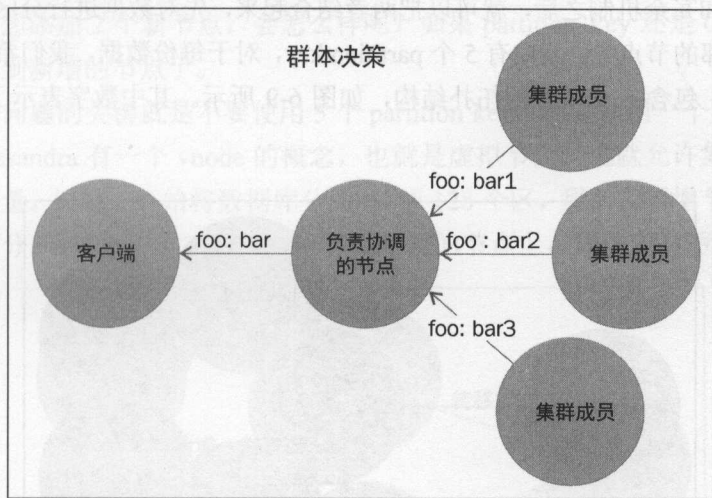 群体决策
集群成员
foo: bar1
客户端
foo: bar
负责协调
的节点
foo : bar2
集群成员
foo: bar3
集群成员